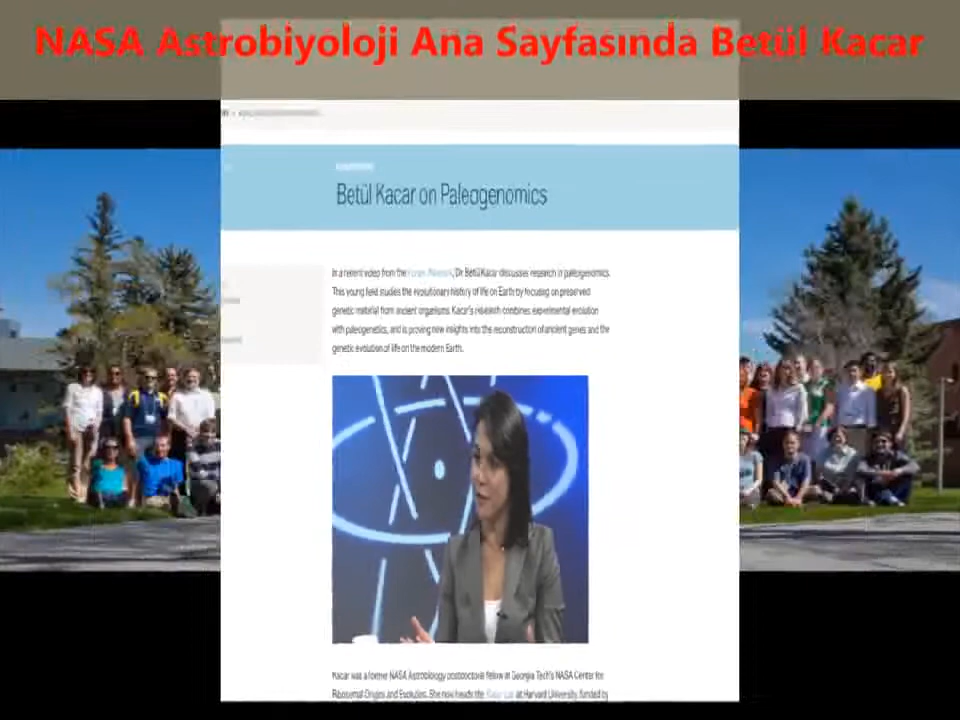 NASA Astrobiyoloji Ana Sayfasında Betül Kacar
Betül Kacar on Paleogenomics
In a recent video from the , Dr Betül Kacar discusses research in paleogenomics.
This young field studies the evolutionary history of life on Earth by focusing on preserved
genetic material from ancient organisms. Kacar's research combines experimental evolution
with paleogenetics, and is proving new insights into the reconstruction of ancient genes and the
genetic evolution of life on the modern Earth.
Kacar was a former NASA Astrobiology postdoctoral fellow at Georgia Tech's NASA Center for
Ribosomal Origins and Evolution. She now heads the Kacar Lab at Harvard University, funded by